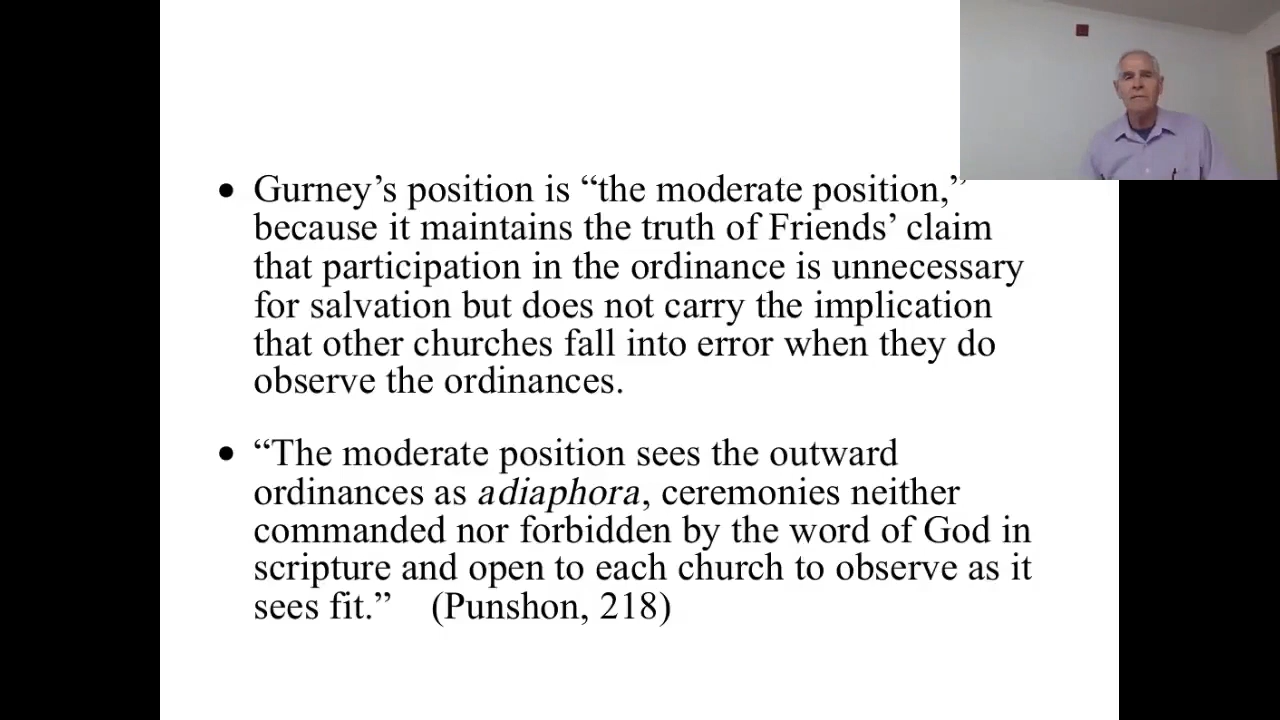 • Gurney’s position is “the moderate position,”
because it maintains the truth of Friends’ claim
that participation in the ordinance is unnecessary
for salvation but does not carry the implication
that other churches fall into error when they do
observe the ordinances.
• “The moderate position sees the outward
ordinances as adiaphora, ceremonies neither
commanded nor forbidden by the word of God in
scripture and open to each church to observe as it
sees fit.” (Punshon, 218)